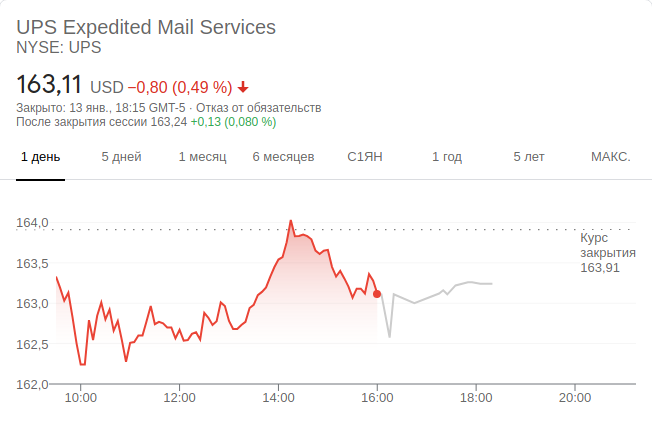 UPS Expedited Mail Services
NYSE: UPS
163,11 USD −0,80 (0,49 %)
Закрыто: 13 янв., 18:15 GMT-5 · Отказ от обязательств
После закрытия сессии 163,24 +0,13 (0,080 %)
1 день 5 дней 1 месяц 6 месяцев С1ЯН 1 год 5 лет МАКС.
164,0
Курс
закрытия
163,91
163,5
163,0
162,5
162,0
10:00 12:00 14:00 16:00 18:00 20:00